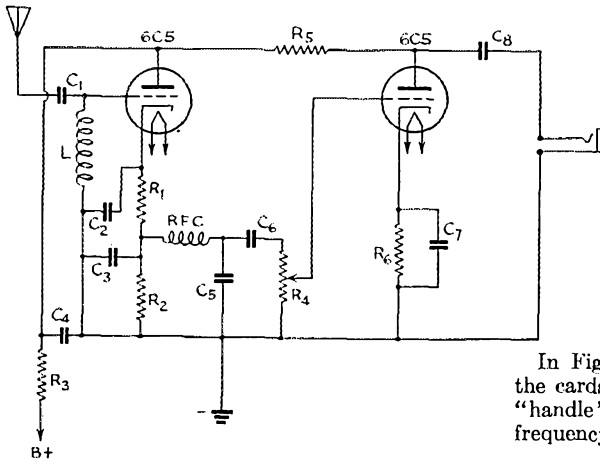 6C5
R5
6C5
C8
C1
L
R1
C2
RFC
C6
C3
R2
C5
R4
R6
C7
C4
R3
B+
-
In Fig
the cards
"handle"
frequency